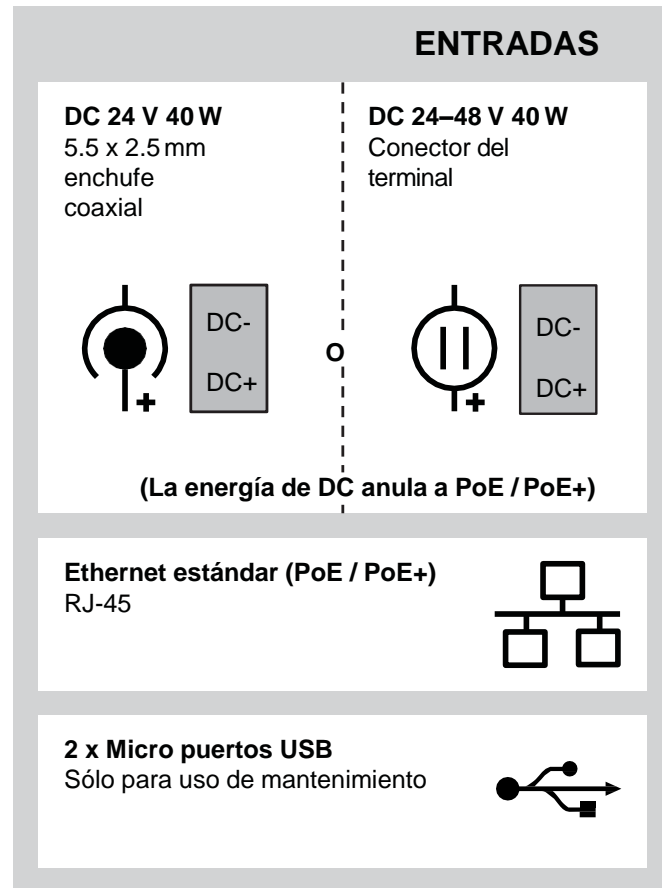 ENTRADAS
DC 24 V 40 W
5.5 x 2.5 mm
enchufe
coaxial
DC-
DC+
+
O
DC 24–48 V 40 W
Conector del
terminal
DC-
DC+
+
(La energía de DC anula a PoE / PoE+)
Ethernet estándar (PoE / PoE+)
RJ-45
2 x Micro puertos USB
Sólo para uso de mantenimiento